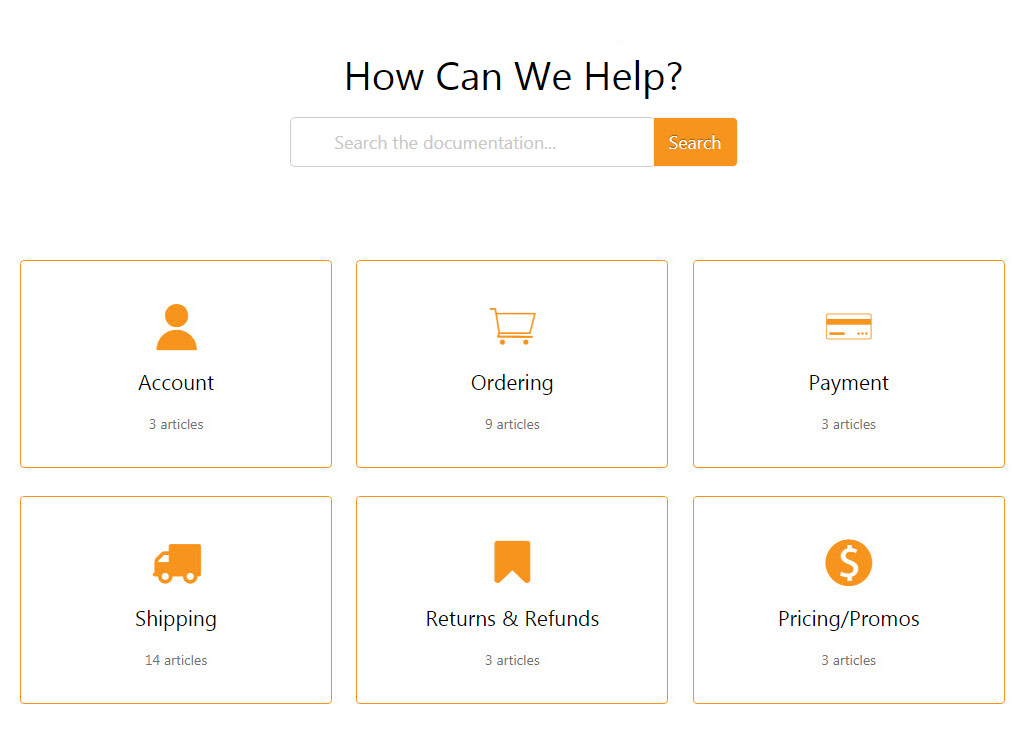 How Can We Help?
Search the documentation... Search
Account Ordering Payment
3 articles 9 articles 3 articles
Shipping Returns & Refunds Pricing/Promos
14 articles 3 articles 3 articles